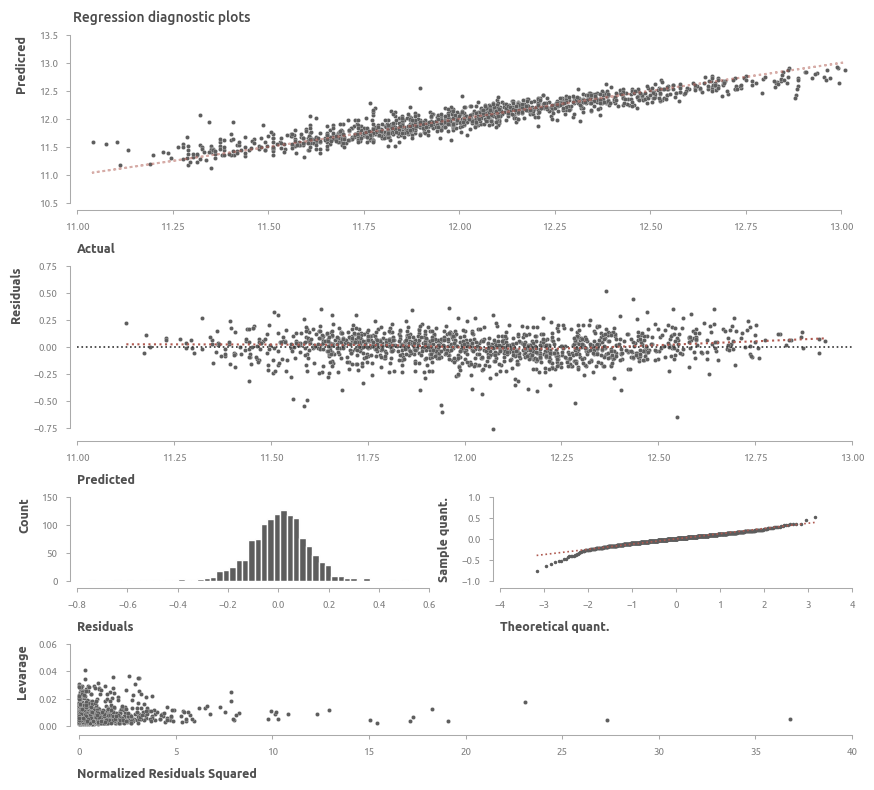 Regression diagnostic plots
Predicred
13.5
13.0
12.5
12.0
11.5
11.0
10.5
11.00 11.25 11.50 11.75 12.00 12.25 12.50 12.75 13.00
Actual
Residuals
0.75
0.50
0.25
0.00
−0.25
−0.50
−0.75
11.00 11.25 11.50 11.75 12.00 12.25 12.50 12.75 13.00
Predicted
Count
150
100
50
0
−0.8 −0.6 −0.4 −0.2 0.0 0.2 0.4 0.6
Residuals
Sample quant.
1.0
0.5
0.0
−0.5
−1.0
−4 −3 −2 −1 0 1 2 3 4
Theoretical quant.
Levarage
0.06
0.04
0.02
0.00
0 5 10 15 20 25 30 35 40
Normalized Residuals Squared